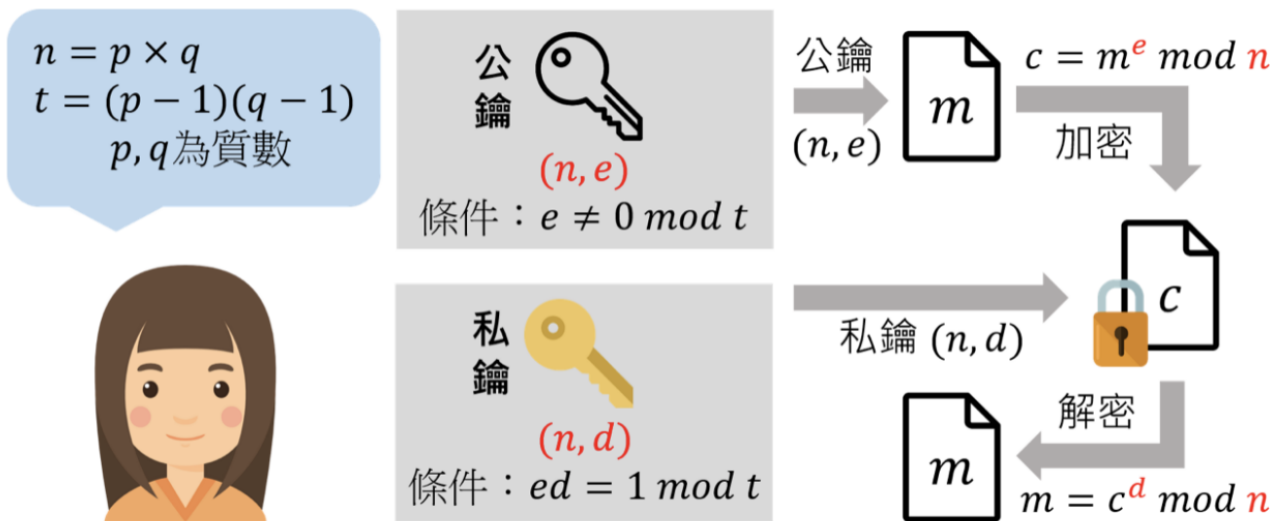 n = p × q
t = (p − 1)(q − 1)
p, q為質數
公鑰
(n, e)
條件：e ≠ 0 mod t
私鑰
(n, d)
條件：ed = 1 mod t
公鑰
(n, e)
m
c = m^e mod n
加密
私鑰 (n, d)
c
解密
m
m = c^d mod n